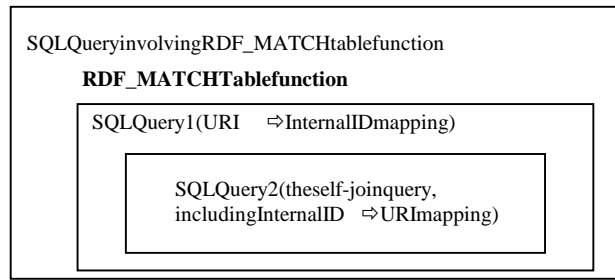 SQLQueryinvolvingRDF_MATCHtablefunction
RDF_MATCHTablefunction
SQLQuery1(URI ⇨InternalIDmapping)
SQLQuery2(theself-joinquery,
includingInternalID ⇨URImapping)